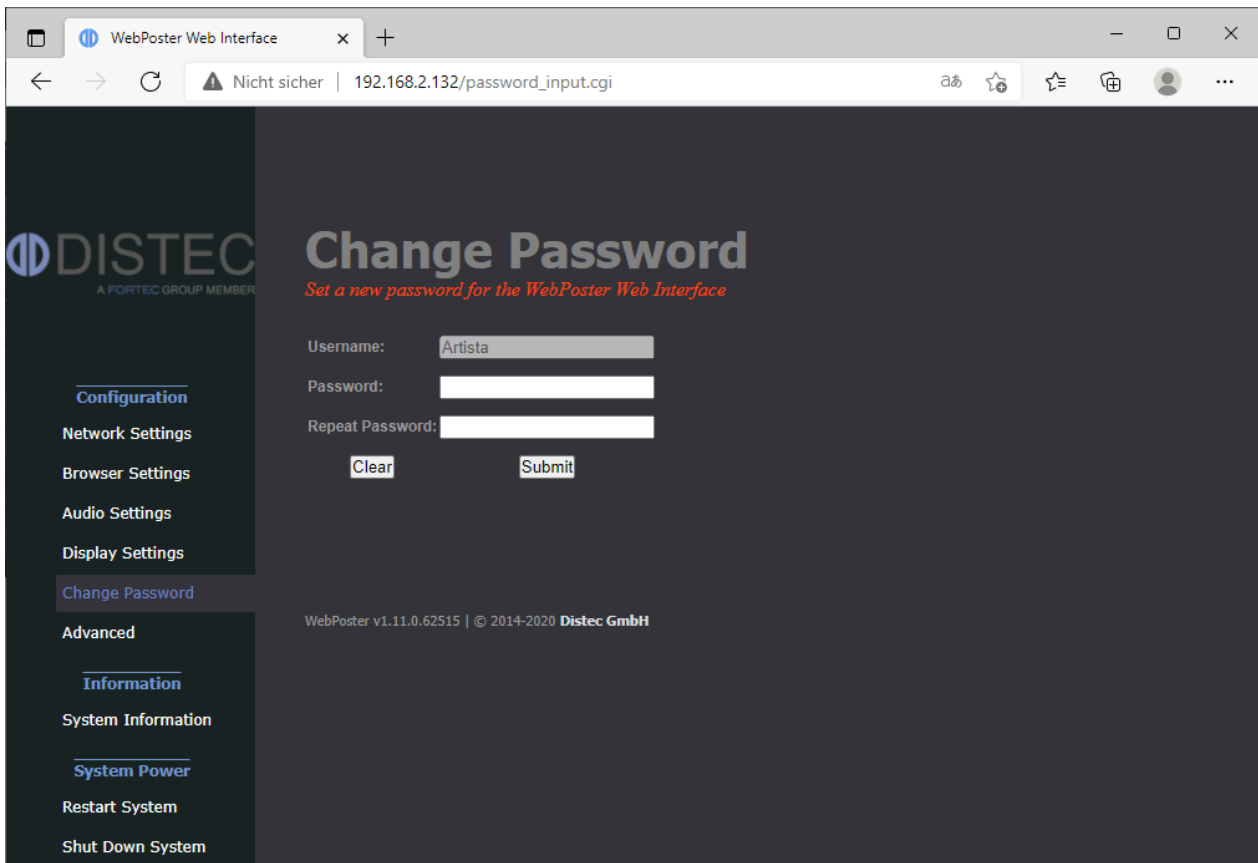 WebPoster Web Interface
Nicht sicher | 192.168.2.132/password_input.cgi
aあ
DISTEC
A FORTEC GROUP MEMBER
Change Password
Set a new password for the WebPoster Web Interface
Username: Artista
Password:
Repeat Password:
Clear Submit
Configuration
Network Settings
Browser Settings
Audio Settings
Display Settings
Change Password
Advanced
Information
System Information
System Power
Restart System
Shut Down System
WebPoster v1.11.0.62515 | © 2014-2020 Distec GmbH